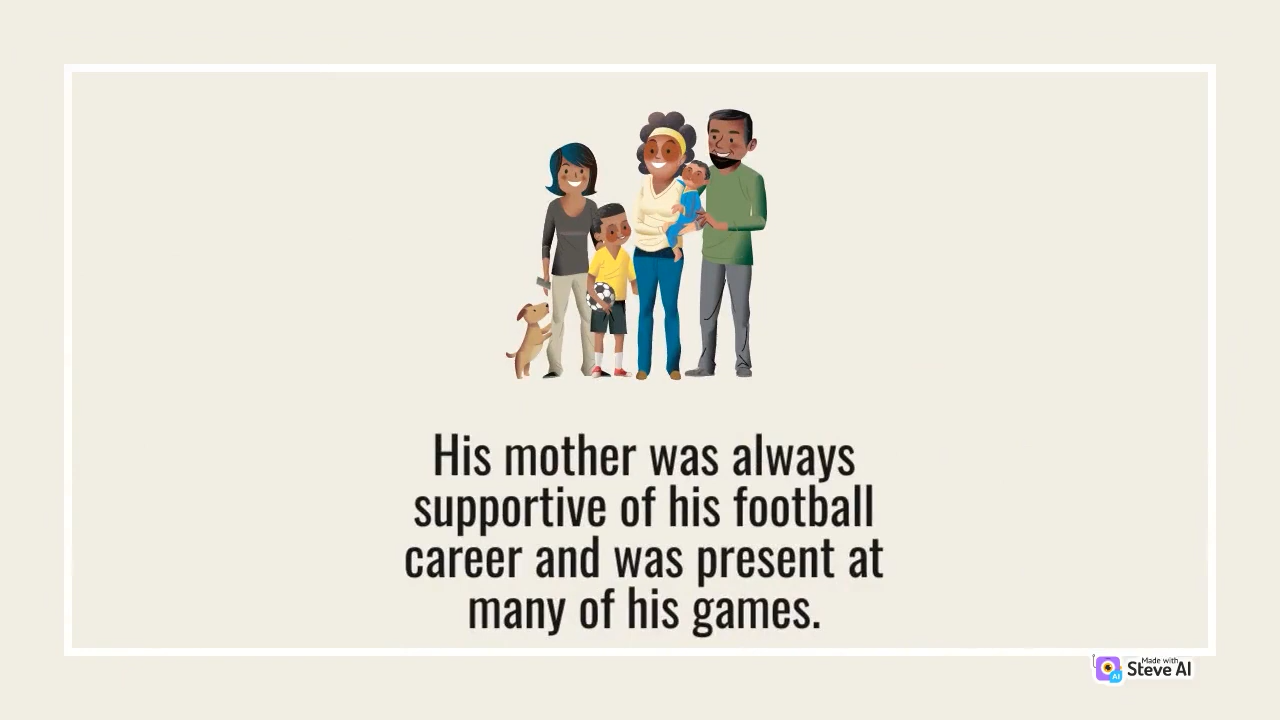 His mother was always
supportive of his football
career and was present at
many of his games.
Made with
Steve AI
AI